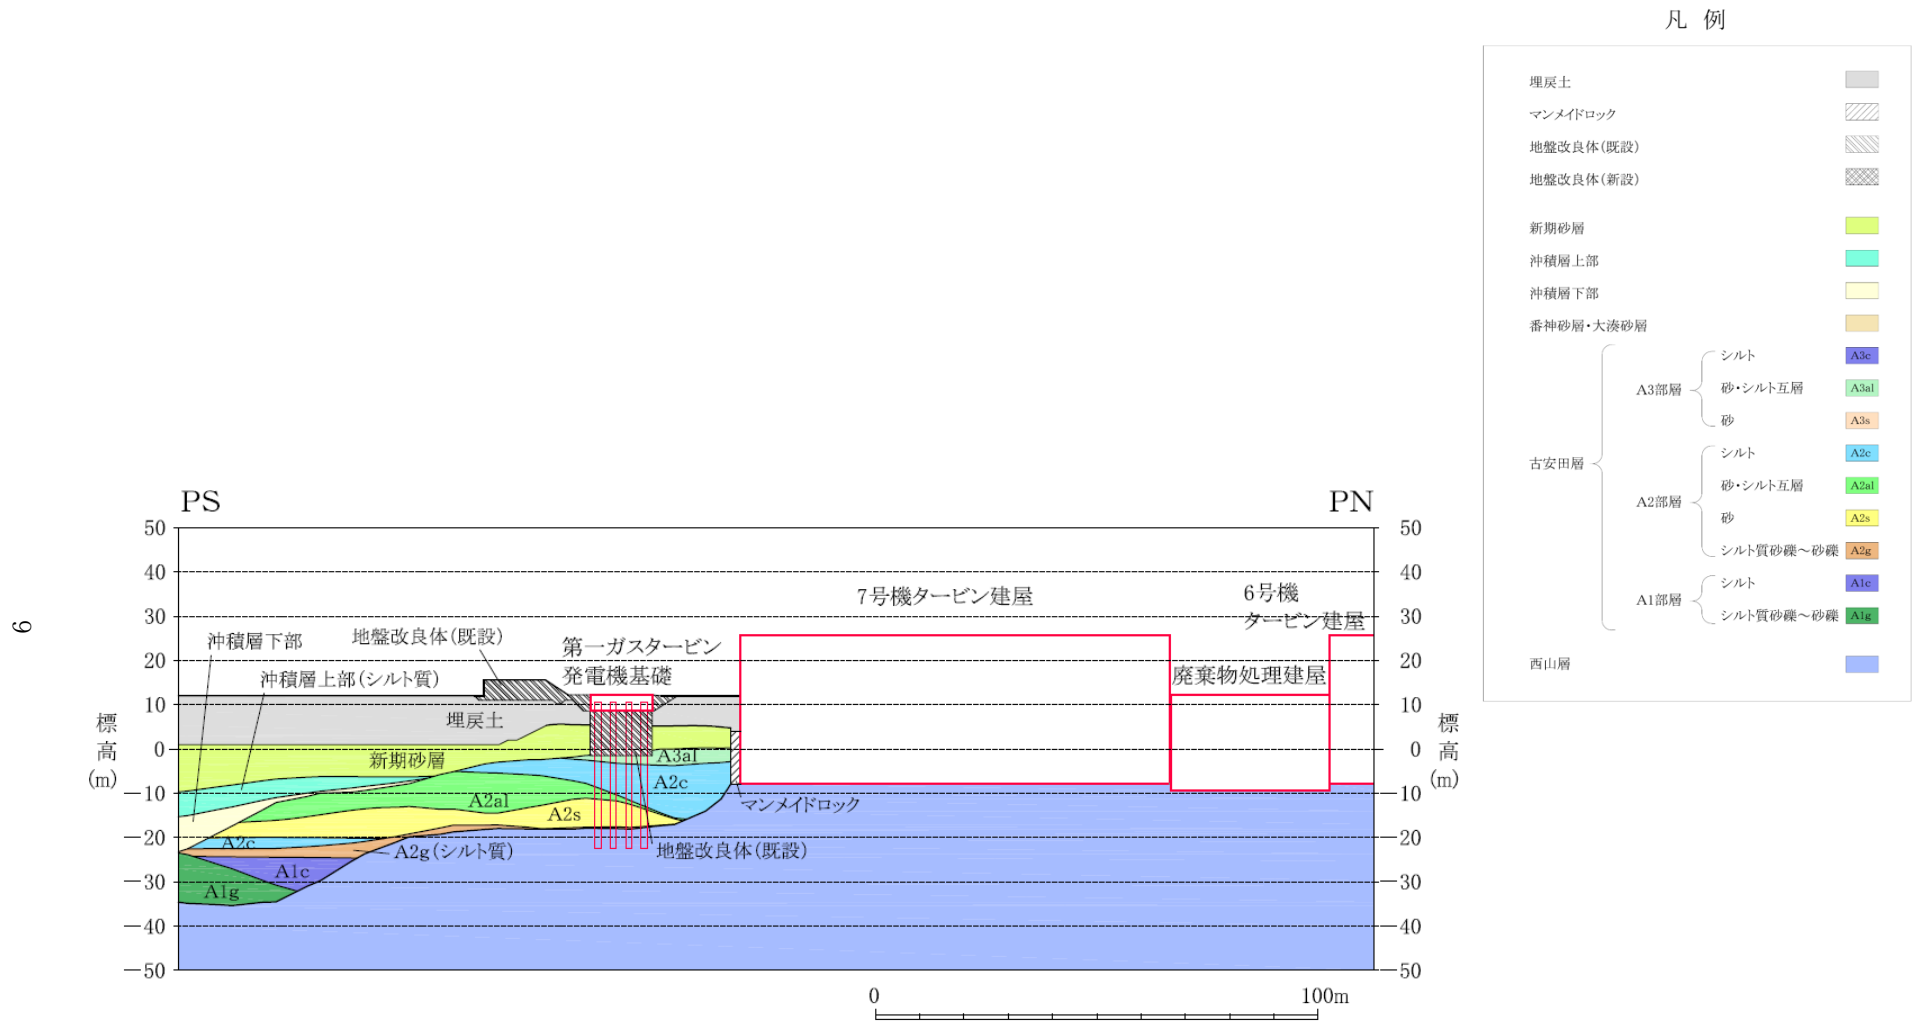 凡 例
埋戻土
マンメイドロック
地盤改良体(既設)
地盤改良体(新設)
新期砂層
沖積層上部
沖積層下部
番神砂層・大湊砂層
古安田層
A3部層
シルト A3c
砂・シルト互層 A3al
砂 A3s
A2部層
シルト A2c
砂・シルト互層 A2al
砂 A2s
シルト質砂礫~砂礫 A2g
A1部層
シルト A1c
シルト質砂礫~砂礫 A1g
西山層
PS
PN
50
40
30
20
10
0
-10
-20
-30
-40
-50
標高(m)
沖積層下部
沖積層上部(シルト質)
地盤改良体(既設)
第一ガスタービン
発電機基礎
7号機タービン建屋
6号機
タービン建屋
廃棄物処理建屋
埋戻土
新期砂層
A3al
A2c
A2al
A2s
マンメイドロック
A2c
A2g(シルト質)
地盤改良体(既設)
A1c
A1g
50
40
30
20
10
0
-10
-20
-30
-40
-50
標高(m)
0
100m
9